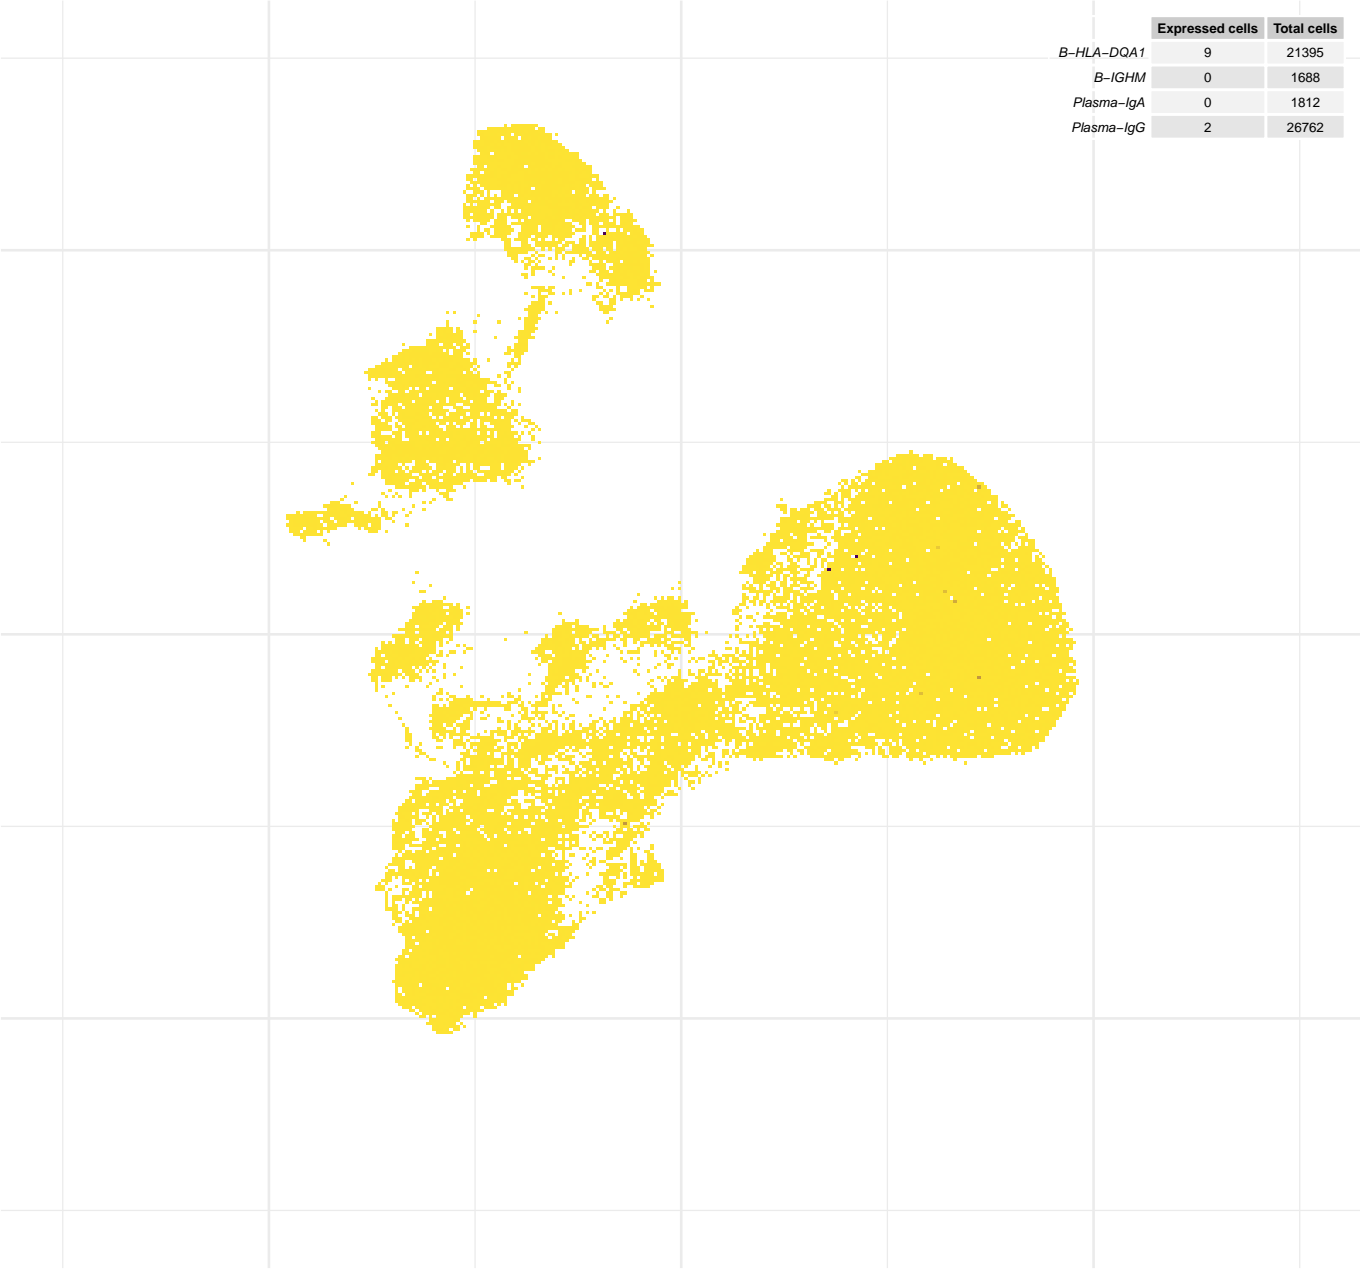 Expressed cells Total cells
B−HLA−DQA1 9 21395
B−IGHM 0 1688
Plasma−IgA 0 1812
Plasma−IgG 2 26762